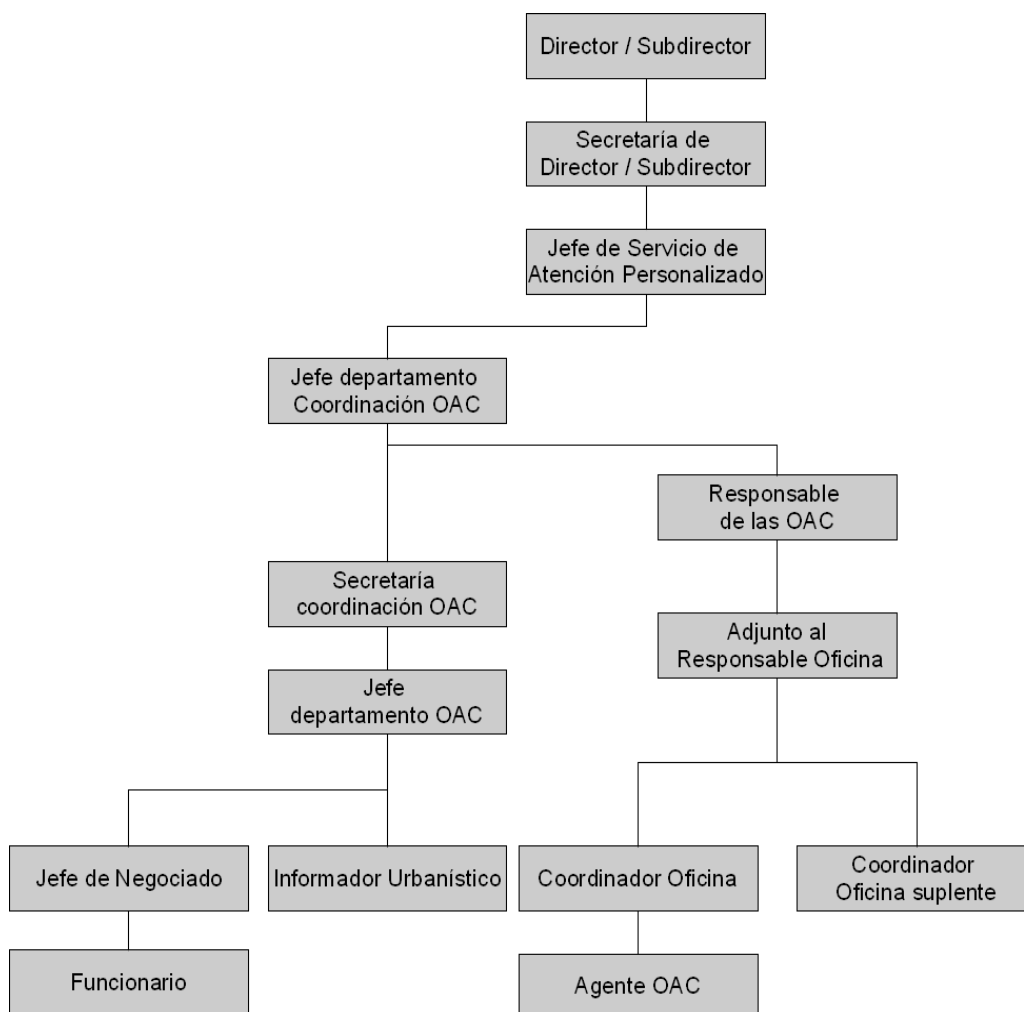 Director / Subdirector
Secretaría de
Director / Subdirector
Jefe de Servicio de
Atención Personalizado
Jefe departamento
Coordinación OAC
Responsable
de las OAC
Secretaría
coordinación OAC
Adjunto al
Responsable Oficina
Jefe
departamento OAC
Jefe de Negociado
Informador Urbanístico
Coordinador Oficina
Coordinador
Oficina suplente
Funcionario
Agente OAC